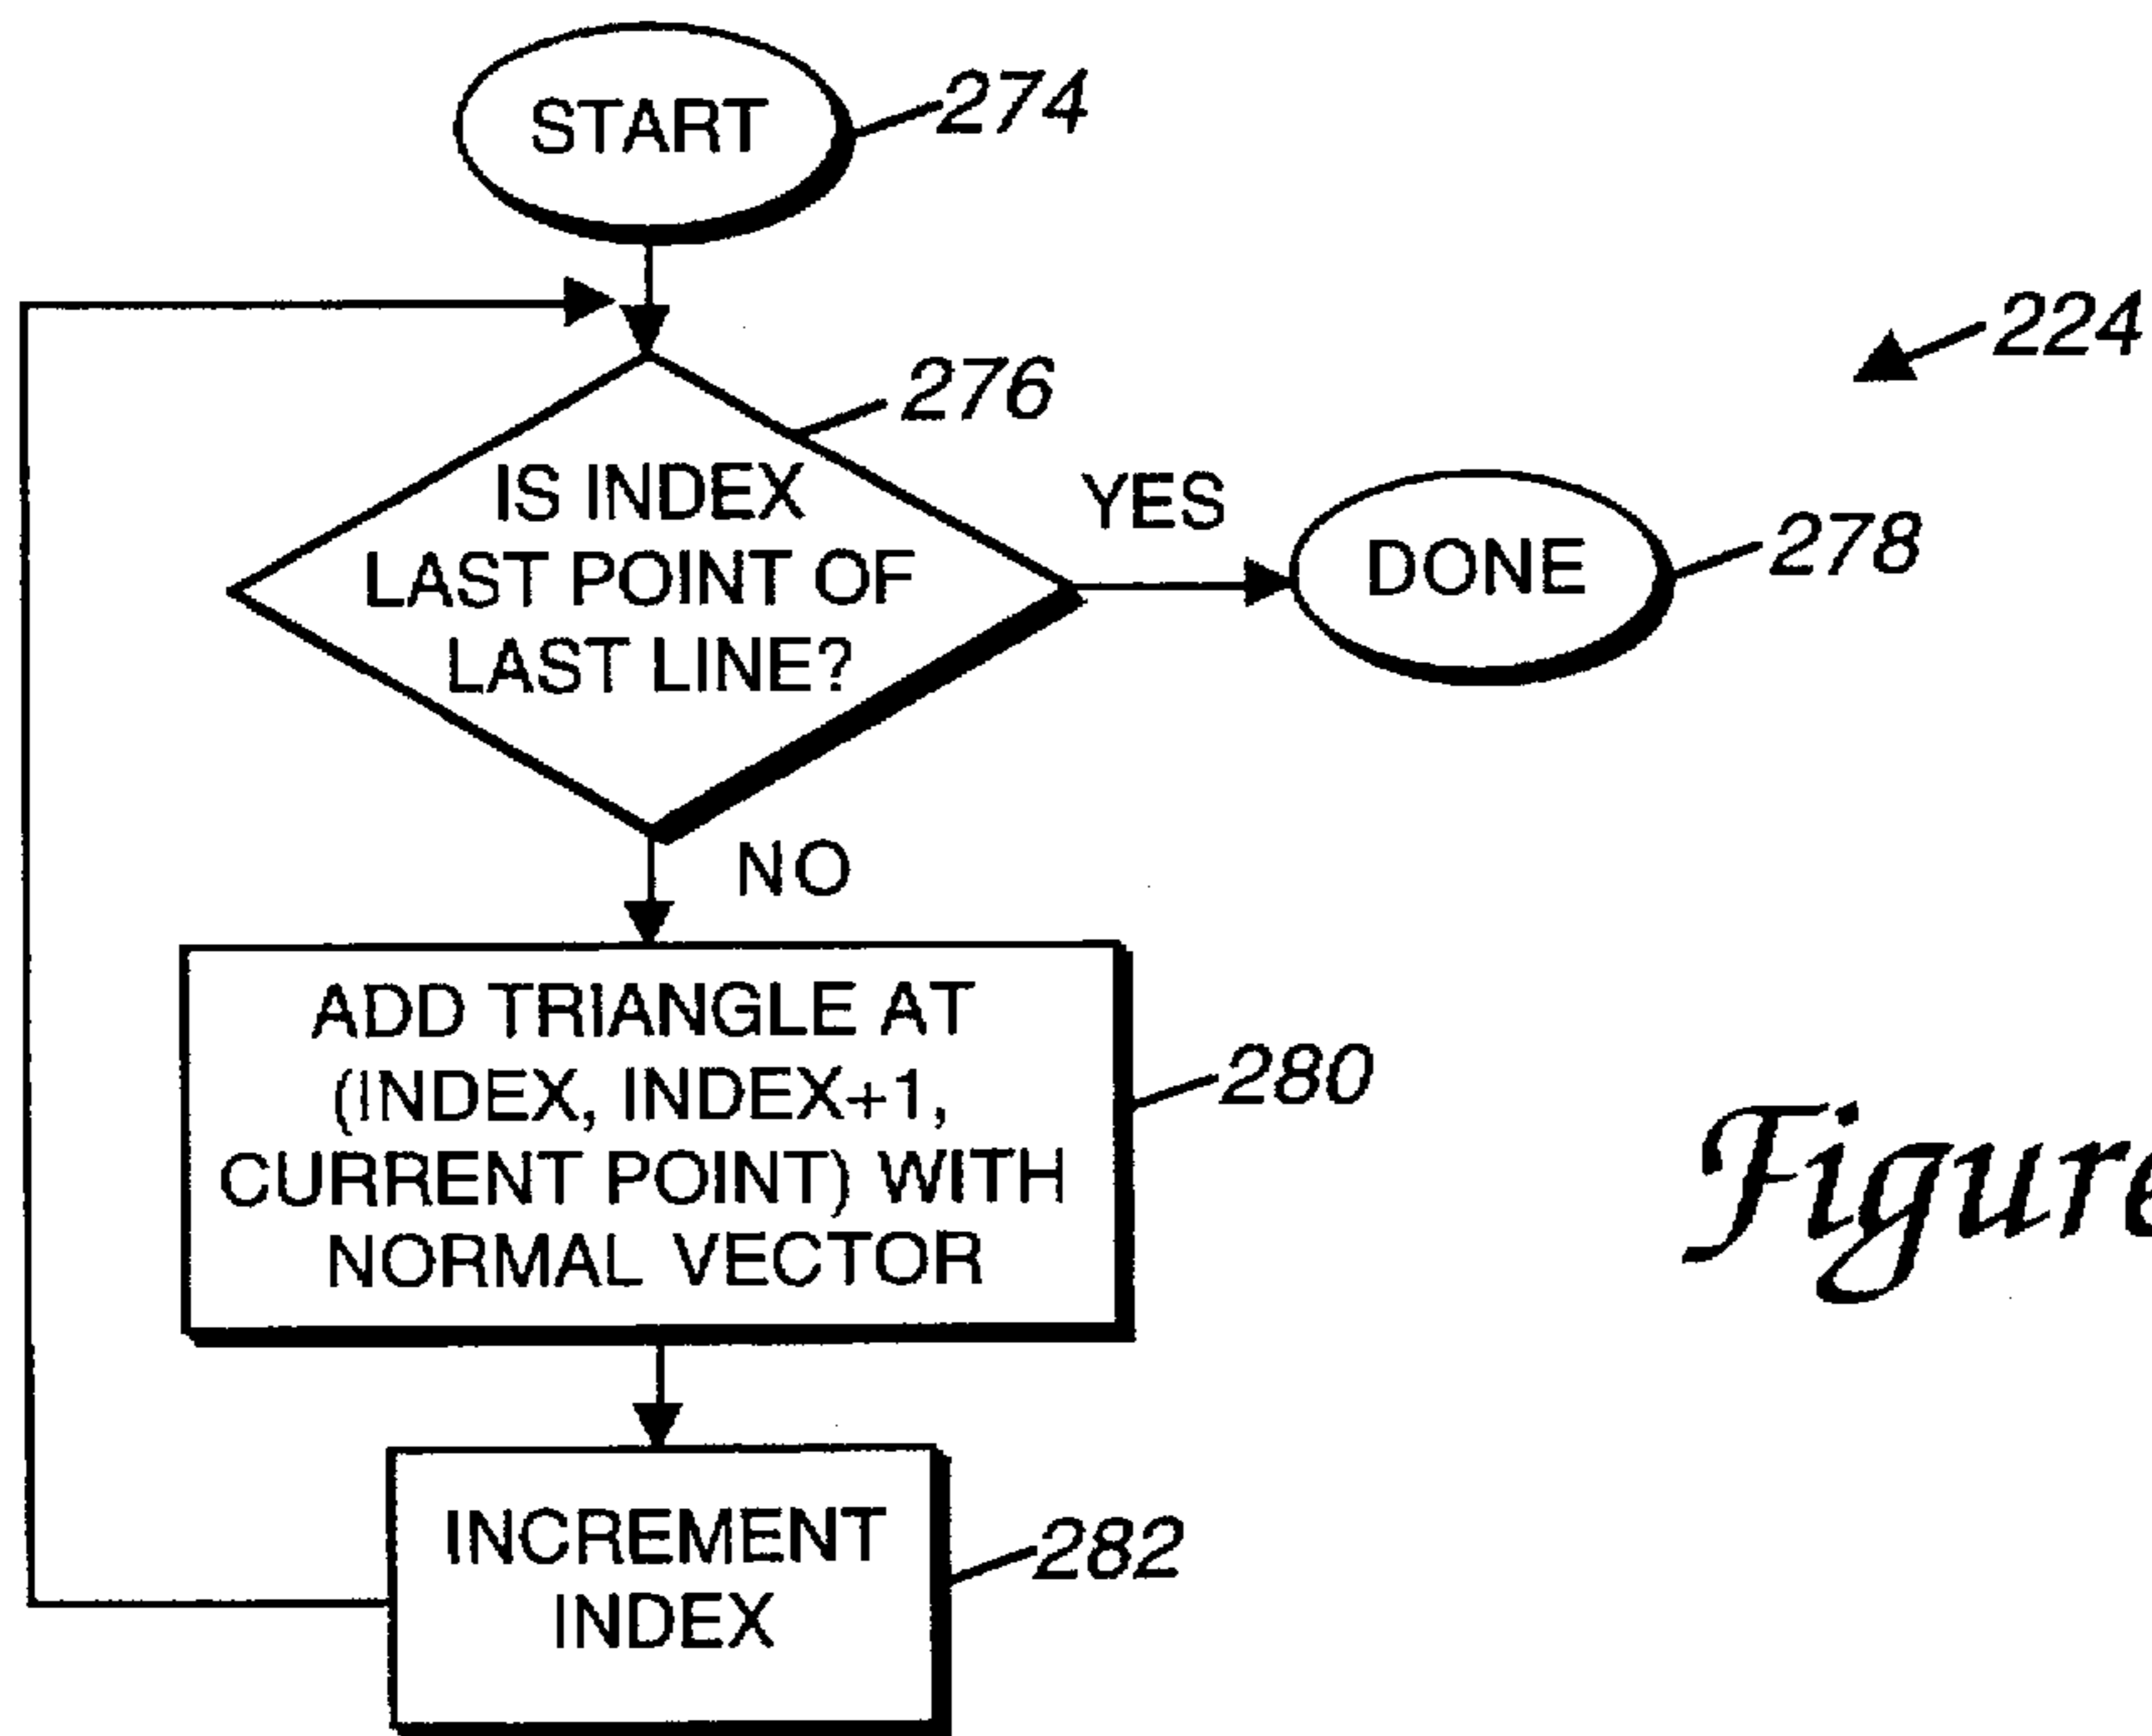 START
274
224
276
IS INDEX
LAST POINT OF
LAST LINE?
YES
DONE
278
NO
ADD TRIANGLE AT
(INDEX, INDEX+1,
CURRENT POINT) WITH
NORMAL VECTOR
280
Figure
INCREMENT
INDEX
282